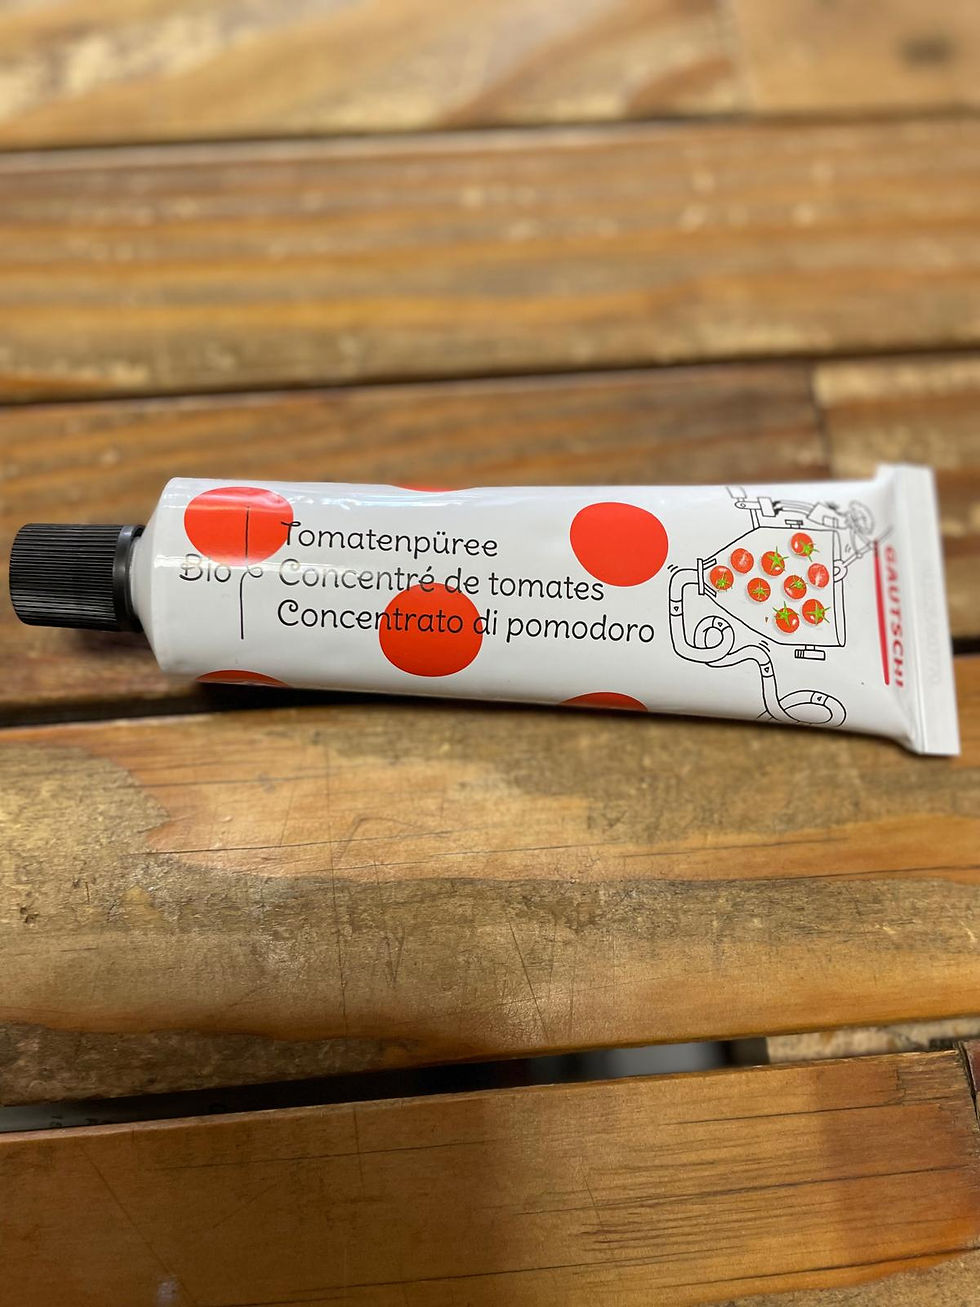 Bio
Tomatenpüree
Concentré de tomates
Concentrato di pomodoro
GAUTSCHI